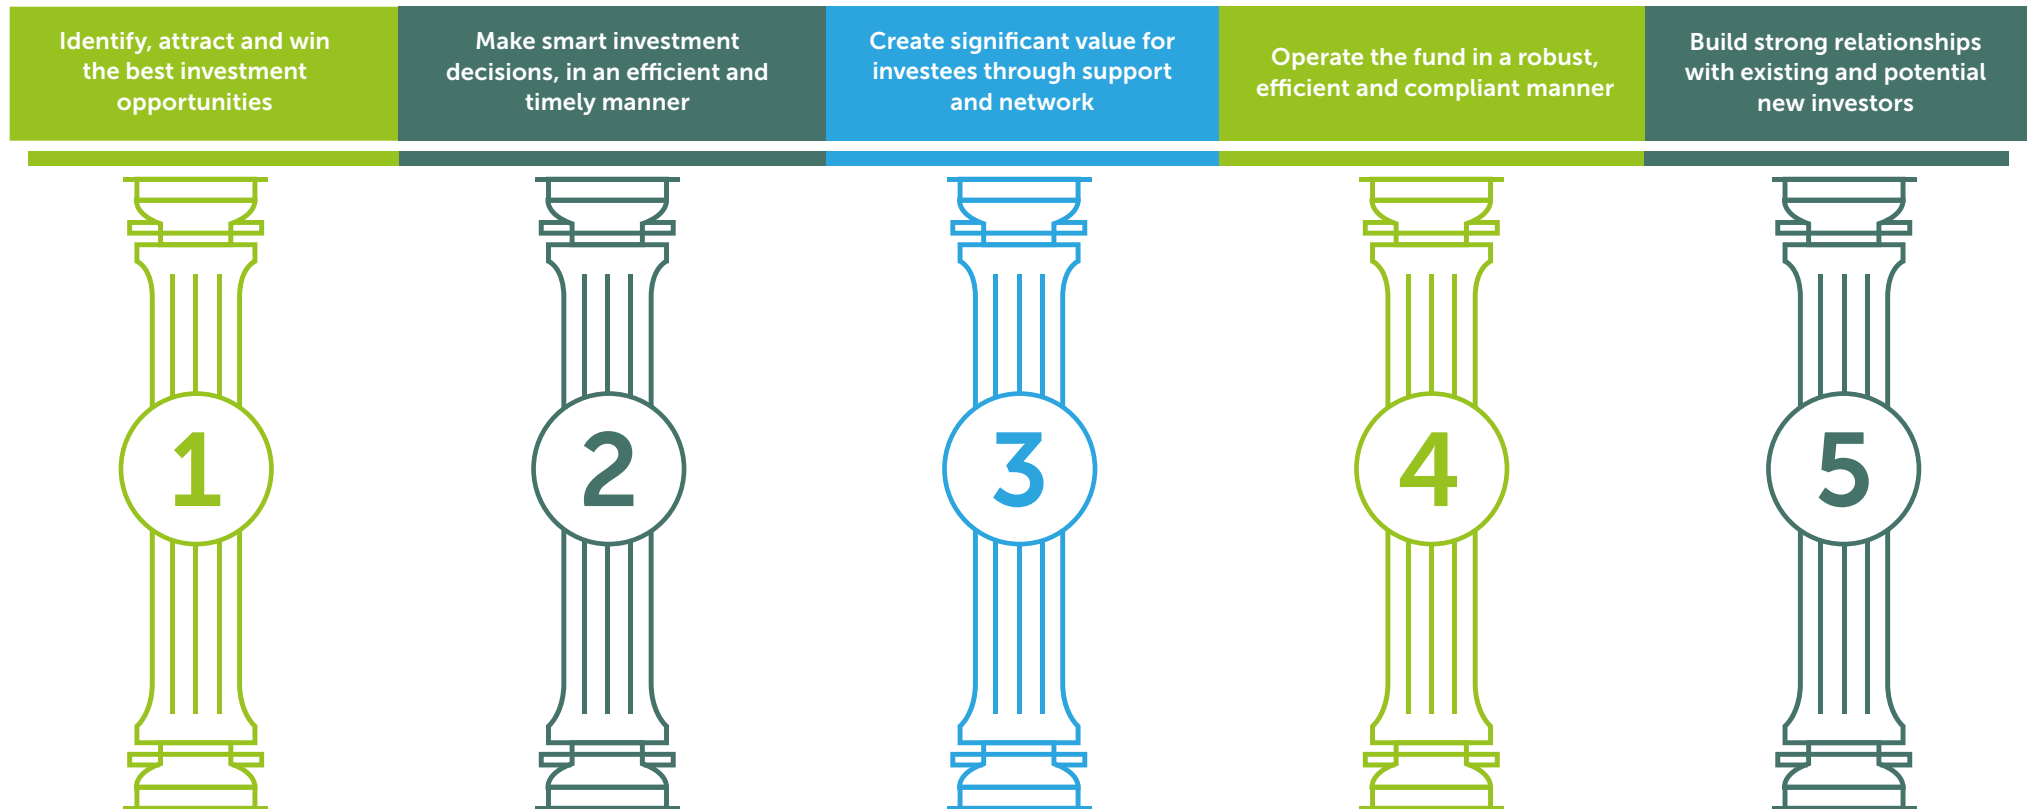 Identify, attract and win
the best investment
opportunities
Make smart investment
decisions, in an efficient and
timely manner
Create significant value for
investees through support
and network
Operate the fund in a robust,
efficient and compliant manner
Build strong relationships
with existing and potential
new investors
1
2
3
4
5